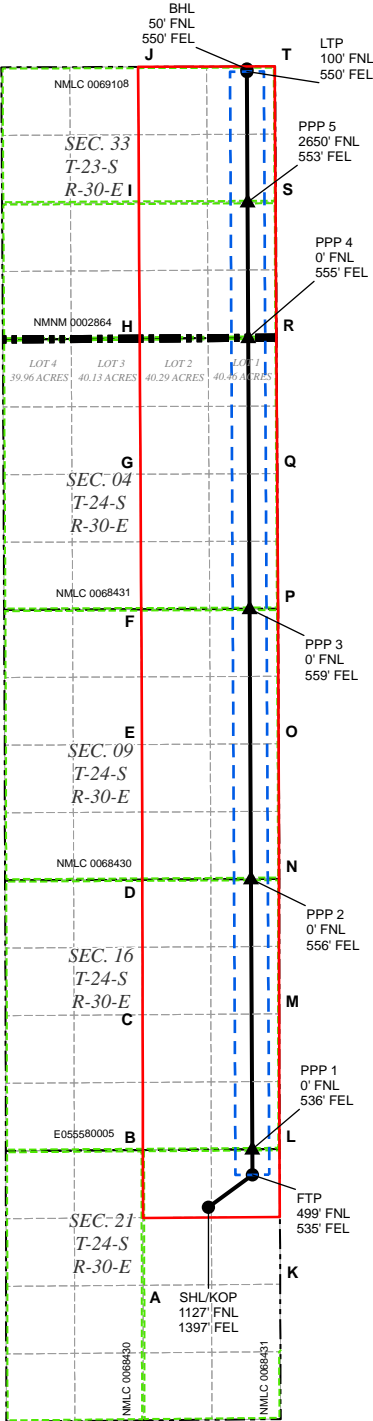 BHL
50' FNL
550' FEL
J
T
LTP
100' FNL
550' FEL
NMLC 0069108
SEC. 33
T-23-S
R-30-E
PPP 5
2650' FNL
553' FEL
I
S
PPP 4
0' FNL
555' FEL
NMNM 0002864
H
R
LOT 4
39.96 ACRES
LOT 3
40.13 ACRES
LOT 2
40.29 ACRES
LOT 1
40.46 ACRES
G
Q
SEC. 04
T-24-S
R-30-E
NMLC 0068431
P
F
PPP 3
0' FNL
559' FEL
E
O
SEC. 09
T-24-S
R-30-E
NMLC 0068430
N
D
PPP 2
0' FNL
556' FEL
SEC. 16
T-24-S
R-30-E
C
M
PPP 1
0' FNL
536' FEL
E055580005
B
L
FTP
499' FNL
535' FEL
SEC. 21
T-24-S
R-30-E
K
A
SHL/KOP
1127' FNL
1397' FEL
NMLC 0068430
NMLC 0068431